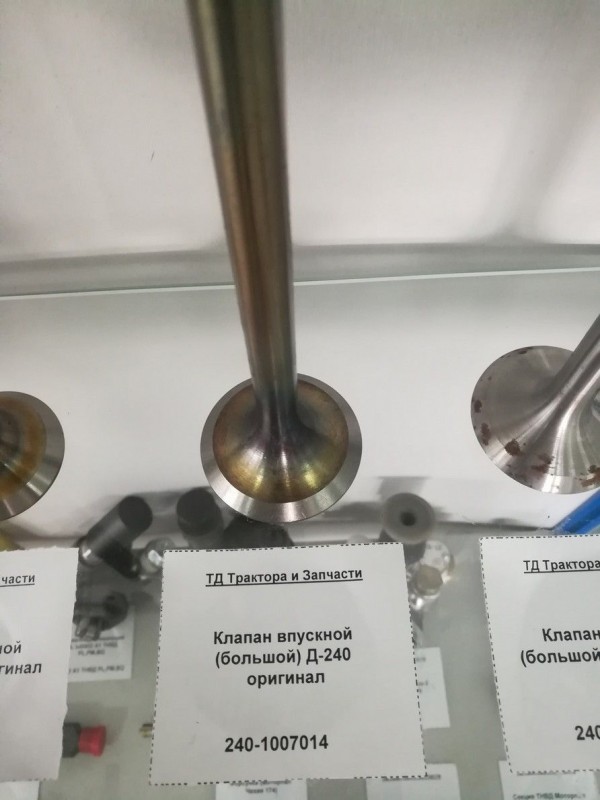 части
ной
гинал
ТД Трактора и Запчасти
Клапан впускной
(большой) Д-240
оригинал
240-1007014
ТД Трактора
Клапан
(большой
240